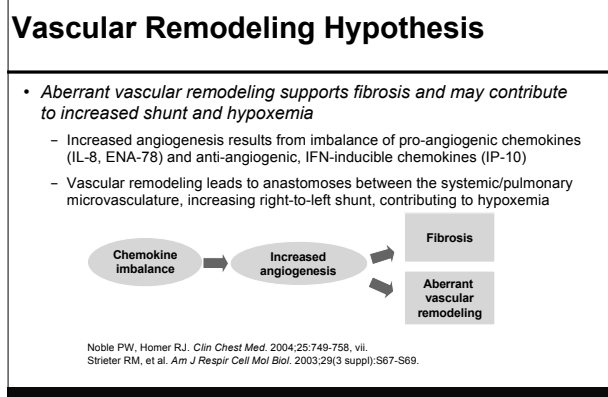 Vascular Remodeling Hypothesis
• Aberrant vascular remodeling supports fibrosis and may contribute
to increased shunt and hypoxemia
– Increased angiogenesis results from imbalance of pro-angiogenic chemokines
(IL-8, ENA-78) and anti-angiogenic, IFN-inducible chemokines (IP-10)
– Vascular remodeling leads to anastomoses between the systemic/pulmonary
microvasculature, increasing right-to-left shunt, contributing to hypoxemia
Chemokine
imbalance
Increased
angiogenesis
Fibrosis
Aberrant
vascular
remodeling
Noble PW, Homer RJ. Clin Chest Med. 2004;25:749-758, vii.
Strieter RM, et al. Am J Respir Cell Mol Biol. 2003;29(3 suppl):S67-S69.